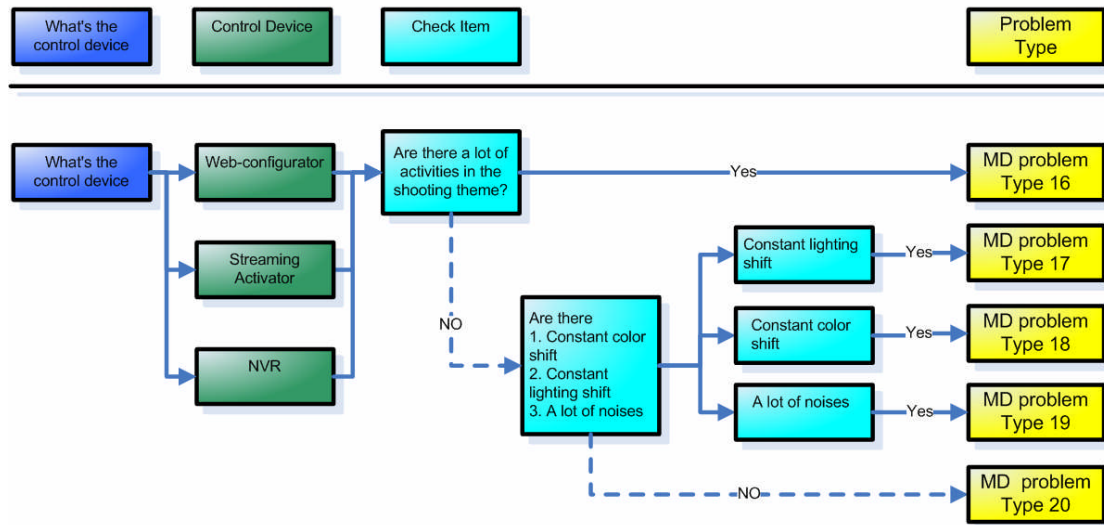 What's the
control device
Control Device
Check Item
Problem
Type
What's the
control device
Web-configurator
Are there a lot of
activities in the
shooting theme?
Yes
MD problem
Type 16
Streaming
Activator
Constant lighting
shift
Yes
MD problem
Type 17
NO
Are there
1. Constant color
shift
2. Constant
lighting shift
3. A lot of noises
Constant color
shift
Yes
MD problem
Type 18
NVR
A lot of noises
Yes
MD problem
Type 19
NO
MD problem
Type 20